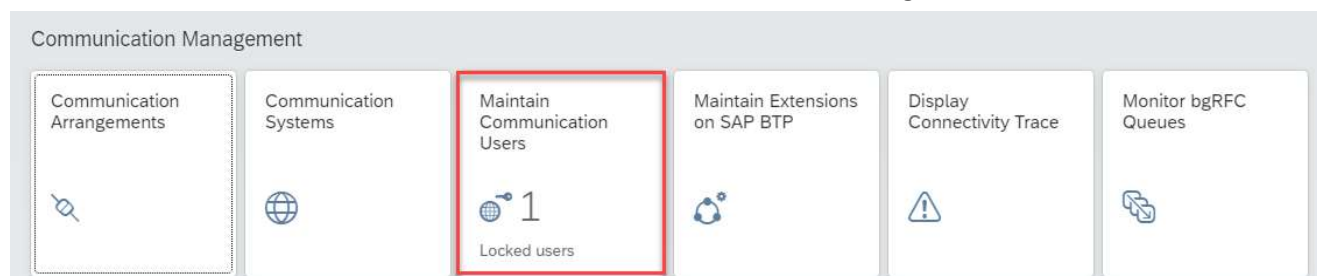 Communication Management
Communication
Arrangements
Communication
Systems
Maintain
Communication
Users
1
Locked users
Maintain Extensions
on SAP BTP
Display
Connectivity Trace
Monitor bgRFC
Queues